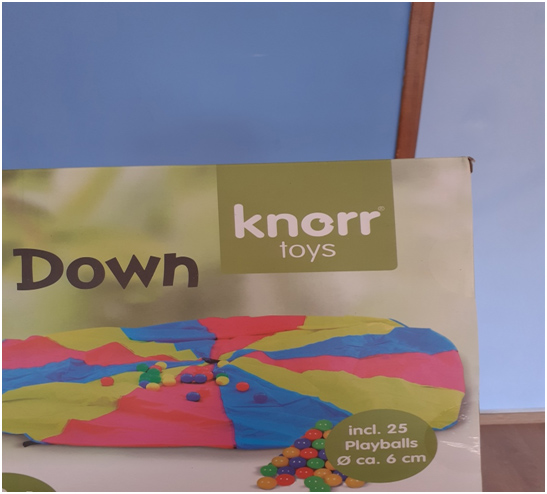 knorr®
toys
Down
incl. 25
Playballs
Ø ca. 6 cm